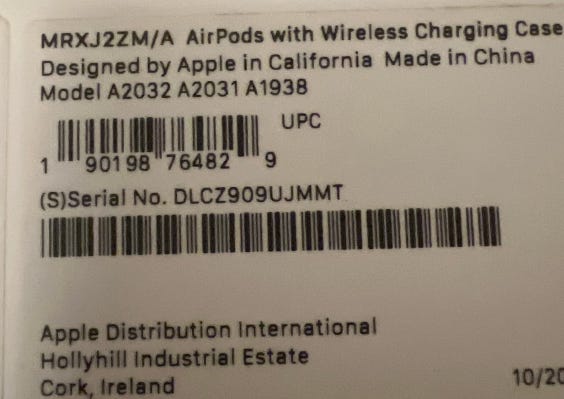 MRXJ2ZM/A AirPods with Wireless Charging Case
Designed by Apple in California Made in China
Model A2032 A2031 A1938
UPC
1 90198 76482 9
(S)Serial No. DLCZ909UJMMT
Apple Distribution International
Hollyhill Industrial Estate
Cork, Ireland
10/20